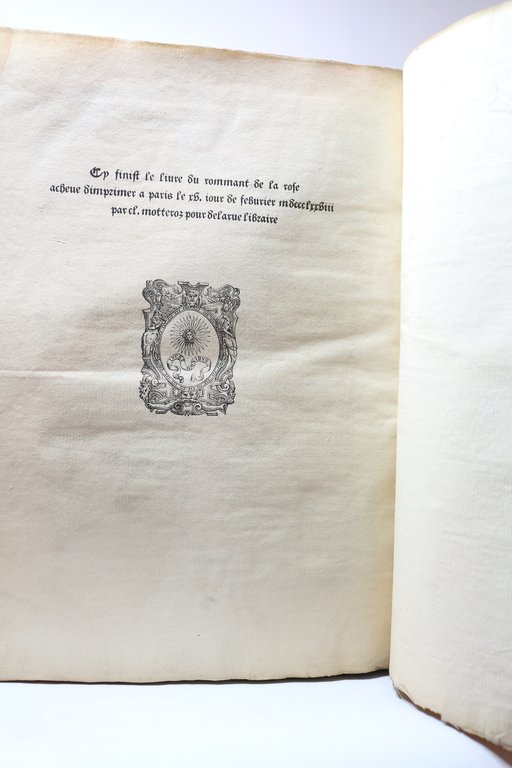 Cy finist le liure du rommant de la rose
acheue dimprimer a paris le xv. iour de feburier mdccclxxviii
par cl. motteroz pour delarue libraire